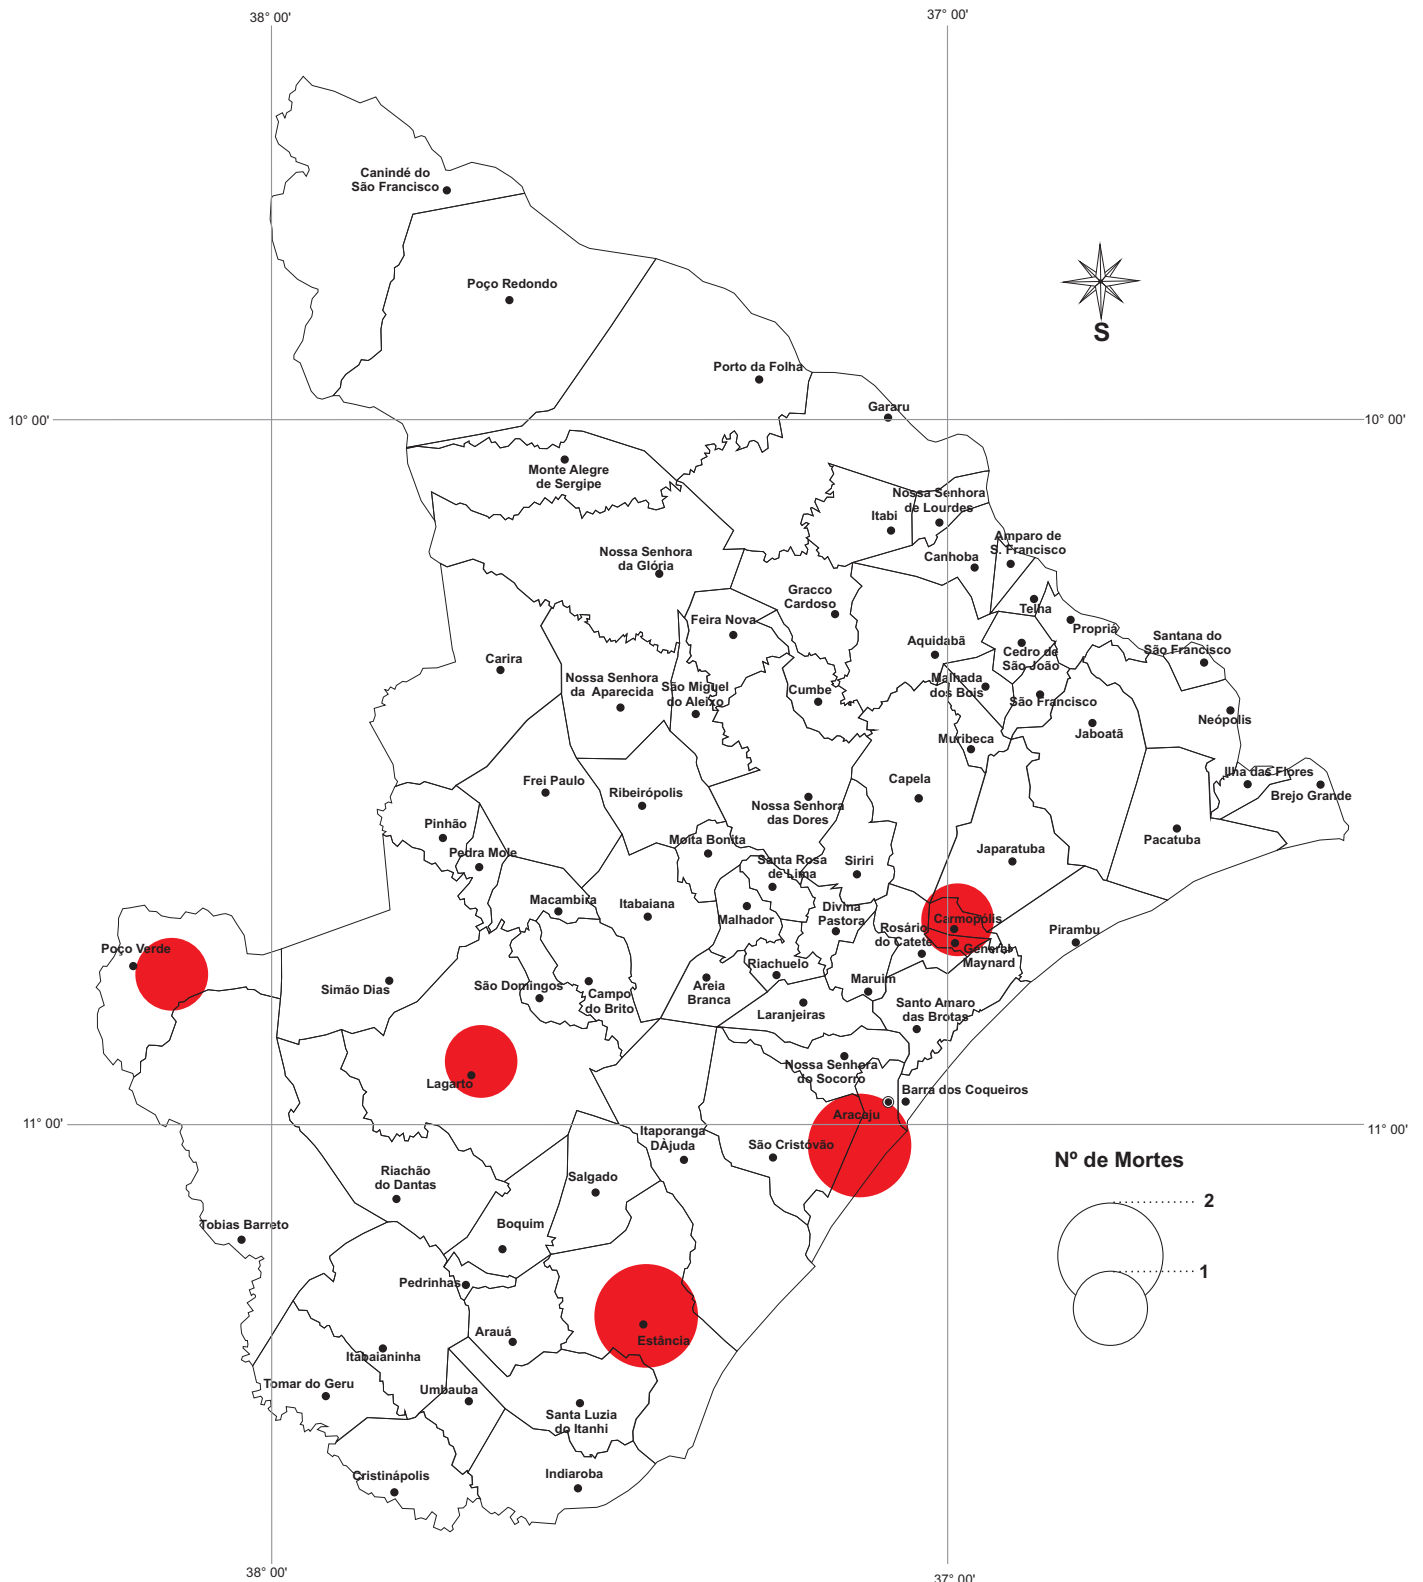 38° 00'
37° 00'
Canindé do
São Francisco
Poço Redondo
S
Porto da Folha
Gararu
10° 00'
10° 00'
Monte Alegre
de Sergipe
Nossa Senhora
de Lourdes
Itabi
Amparo de
S. Francisco
Nossa Senhora
da Glória
Canhoba
Gracco
Cardoso
Telha
Feira Nova
Propriá
Santana do
São Francisco
Aquidabã
Cedro de
São João
Carira
Nossa Senhora
da Aparecida
São Miguel
do Aleixo
Cumbe
Malhada
dos Bois
São Francisco
Neópolis
Jaboatã
Muribeca
Frei Paulo
Ribeirópolis
Capela
Ilha das Flores
Brejo Grande
Nossa Senhora
das Dores
Pinhão
Moita Bonita
Pacatuba
Pedra Mole
Santa Rosa
de Lima
Siriri
Japaratuba
Macambira
Itabaiana
Malhador
Divina
Pastora
Carmopólis
Rosário
do Catete
Pirambu
Poço Verde
General
Maynard
Riachuelo
Simão Dias
São Domingos
Campo
do Brito
Areia
Branca
Maruim
Laranjeiras
Santo Amaro
das Brotas
Lagarto
Nossa Senhora
do Socorro
Barra dos Coqueiros
Aracaju
11° 00'
11° 00'
Itaporanga
DÀjuda
São Cristóvão
Nº de Mortes
Riachão
do Dantas
Salgado
2
Tobias Barreto
Boquim
1
Pedrinhas
Arauá
Estância
Itabaianinha
Tomar do Geru
Umbauba
Santa Luzia
do Itanhi
Cristinápolis
Indiaroba
38° 00'
37° 00'